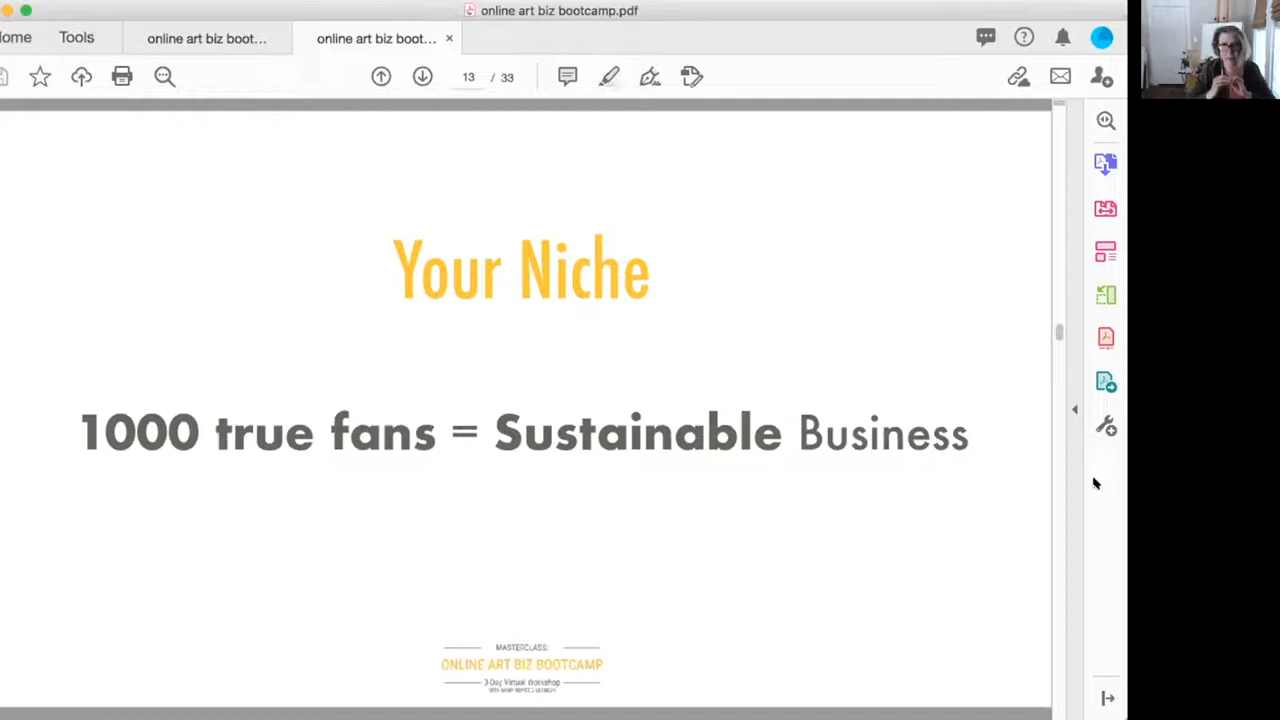 online art biz bootcamp.pdf
Home Tools online art biz boot... online art biz boot... ×
13 / 33
Your Niche
1000 true fans = Sustainable Business
MASTERCLASS:
ONLINE ART BIZ BOOTCAMP
3-Day Virtual Workshop